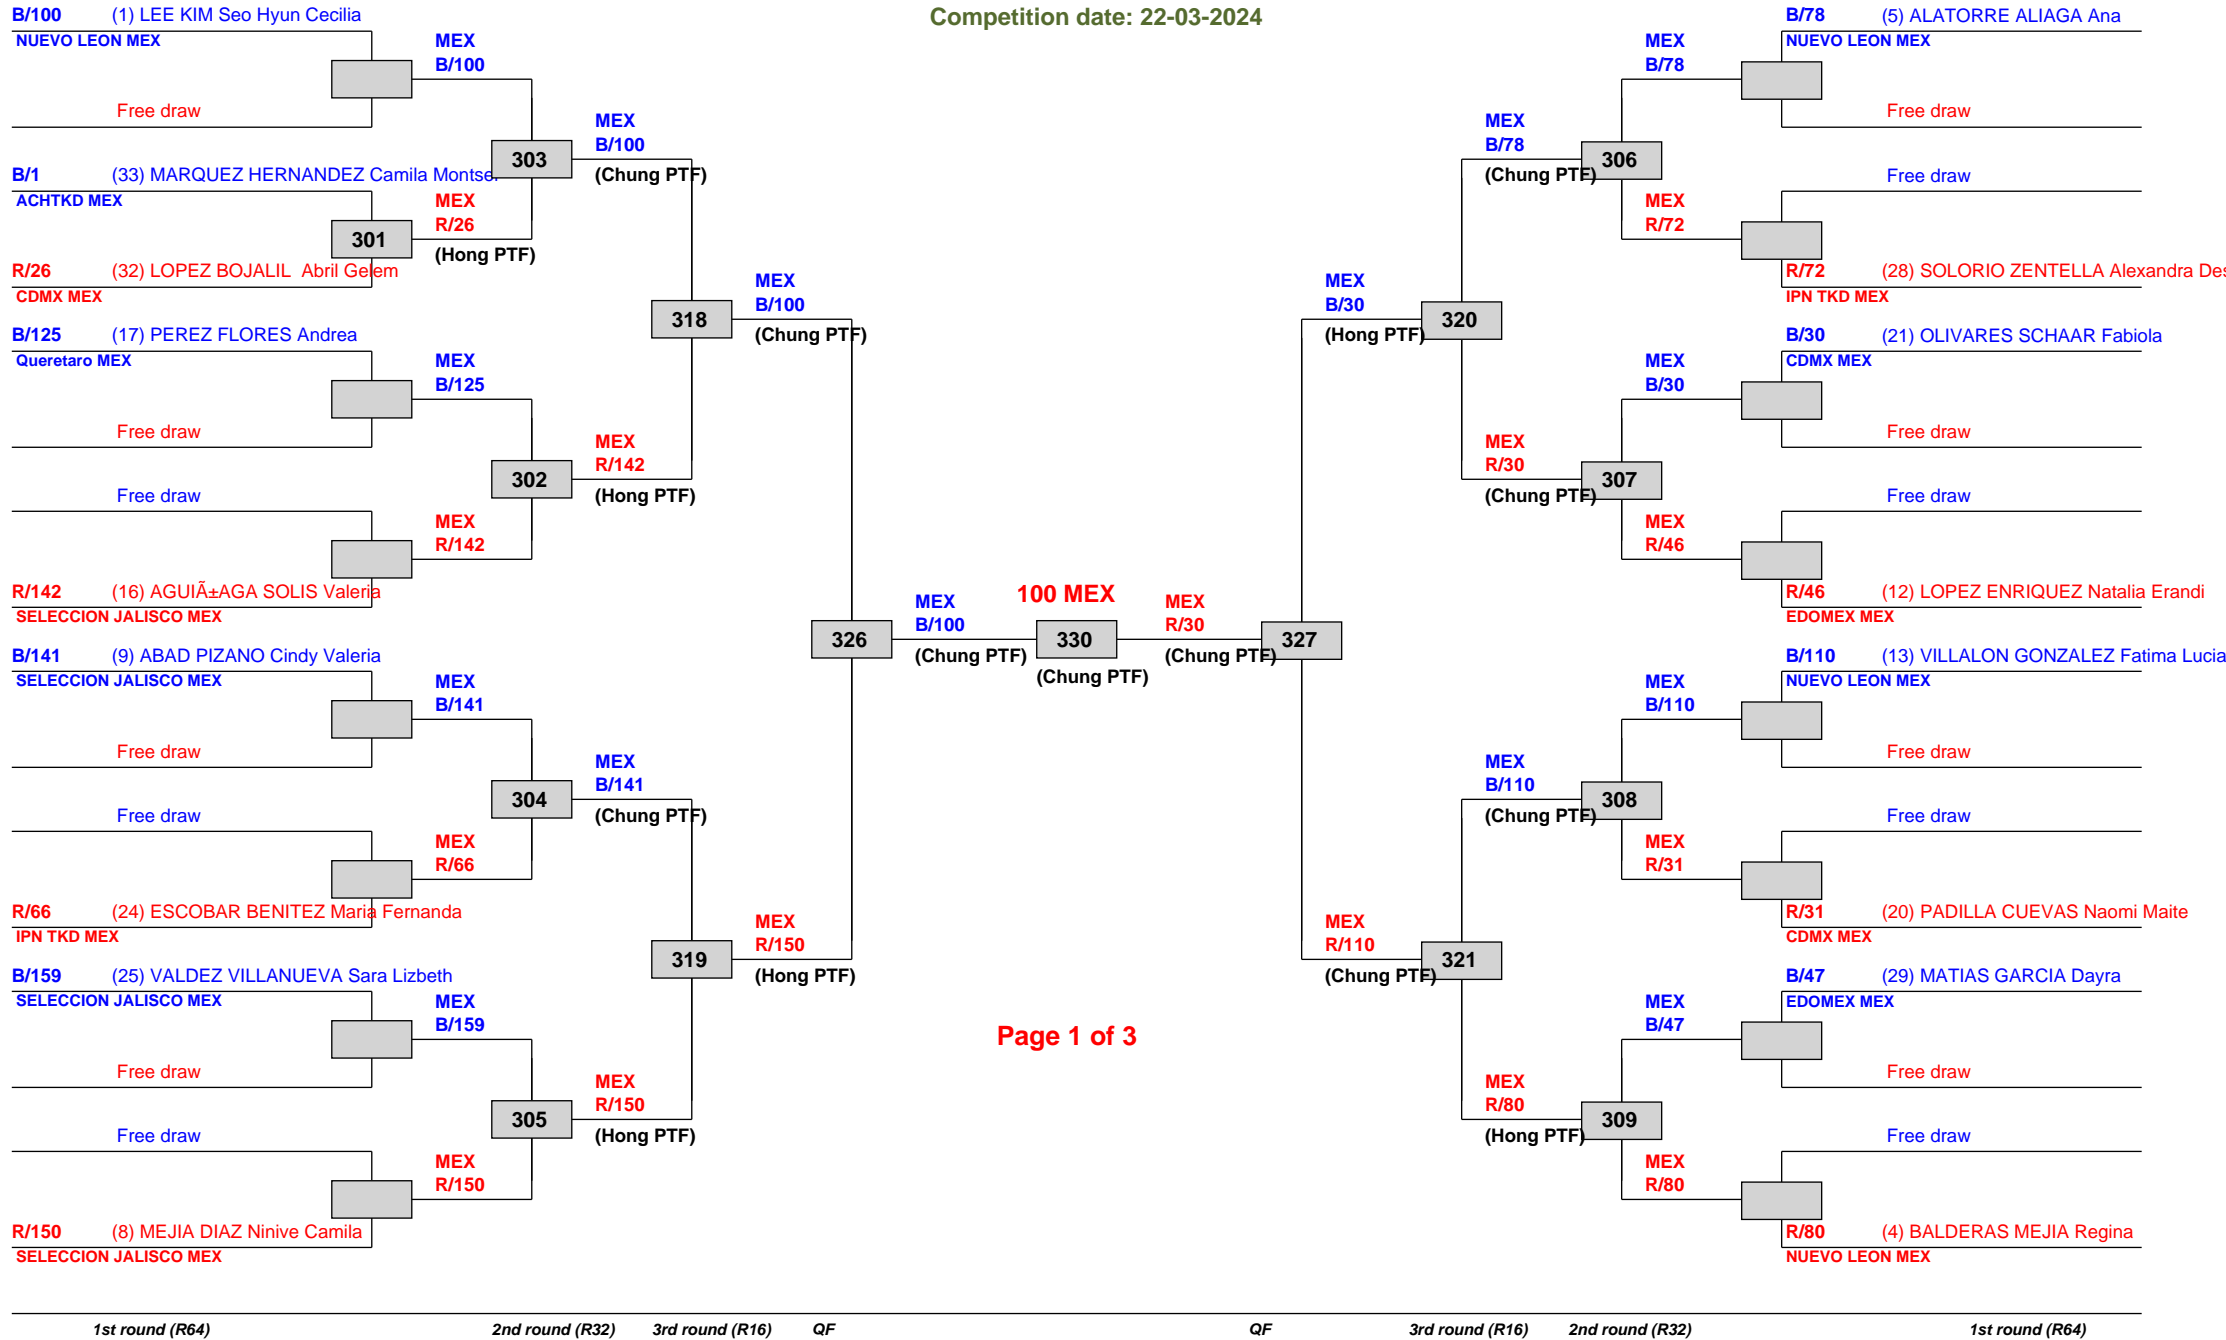 Competition date: 22-03-2024
B/100 (1) LEE KIM Seo Hyun Cecilia
NUEVO LEON MEX
Free draw
B/1 (33) MARQUEZ HERNANDEZ Camila Montse
ACHTKD MEX
301
R/26 (32) LOPEZ BOJALIL Abril Gelem
CDMX MEX
B/125 (17) PEREZ FLORES Andrea
Queretaro MEX
Free draw
Free draw
R/142 (16) AGUIÃ±AGA SOLIS Valeria
SELECCION JALISCO MEX
B/141 (9) ABAD PIZANO Cindy Valeria
SELECCION JALISCO MEX
Free draw
Free draw
R/66 (24) ESCOBAR BENITEZ Maria Fernanda
IPN TKD MEX
B/159 (25) VALDEZ VILLANUEVA Sara Lizbeth
SELECCION JALISCO MEX
Free draw
Free draw
R/150 (8) MEJIA DIAZ Ninive Camila
SELECCION JALISCO MEX
MEX
B/100
303
MEX
R/26
(Hong PTF)
MEX
B/125
302
MEX
R/142
MEX
B/141
304
MEX
R/66
MEX
B/159
305
MEX
R/150
MEX
B/100
(Chung PTF)
318
MEX
R/142
(Hong PTF)
MEX
B/141
(Chung PTF)
319
MEX
R/150
(Hong PTF)
MEX
B/100
(Chung PTF)
326
MEX
R/150
(Hong PTF)
MEX
B/100
(Chung PTF)
100 MEX
330
(Chung PTF)
MEX
R/30
(Chung PTF)
327
Page 1 of 3
MEX
B/30
(Hong PTF)
320
MEX
R/110
(Chung PTF)
321
MEX
B/78
(Chung PTF)
306
MEX
R/30
(Chung PTF)
307
MEX
B/110
(Chung PTF)
308
MEX
R/80
(Hong PTF)
309
MEX
B/78
MEX
R/72
MEX
B/30
MEX
R/46
MEX
B/110
MEX
R/31
MEX
B/47
MEX
R/80
B/78 (5) ALATORRE ALIAGA Ana
NUEVO LEON MEX
Free draw
Free draw
R/72 (28) SOLORIO ZENTELLA Alexandra Des
IPN TKD MEX
B/30 (21) OLIVARES SCHAAR Fabiola
CDMX MEX
Free draw
Free draw
R/46 (12) LOPEZ ENRIQUEZ Natalia Erandi
EDOMEX MEX
B/110 (13) VILLALON GONZALEZ Fatima Lucia
NUEVO LEON MEX
Free draw
Free draw
R/31 (20) PADILLA CUEVAS Naomi Maite
CDMX MEX
B/47 (29) MATIAS GARCIA Dayra
EDOMEX MEX
Free draw
Free draw
R/80 (4) BALDERAS MEJIA Regina
NUEVO LEON MEX
1st round (R64) 2nd round (R32) 3rd round (R16) QF QF 3rd round (R16) 2nd round (R32) 1st round (R64)